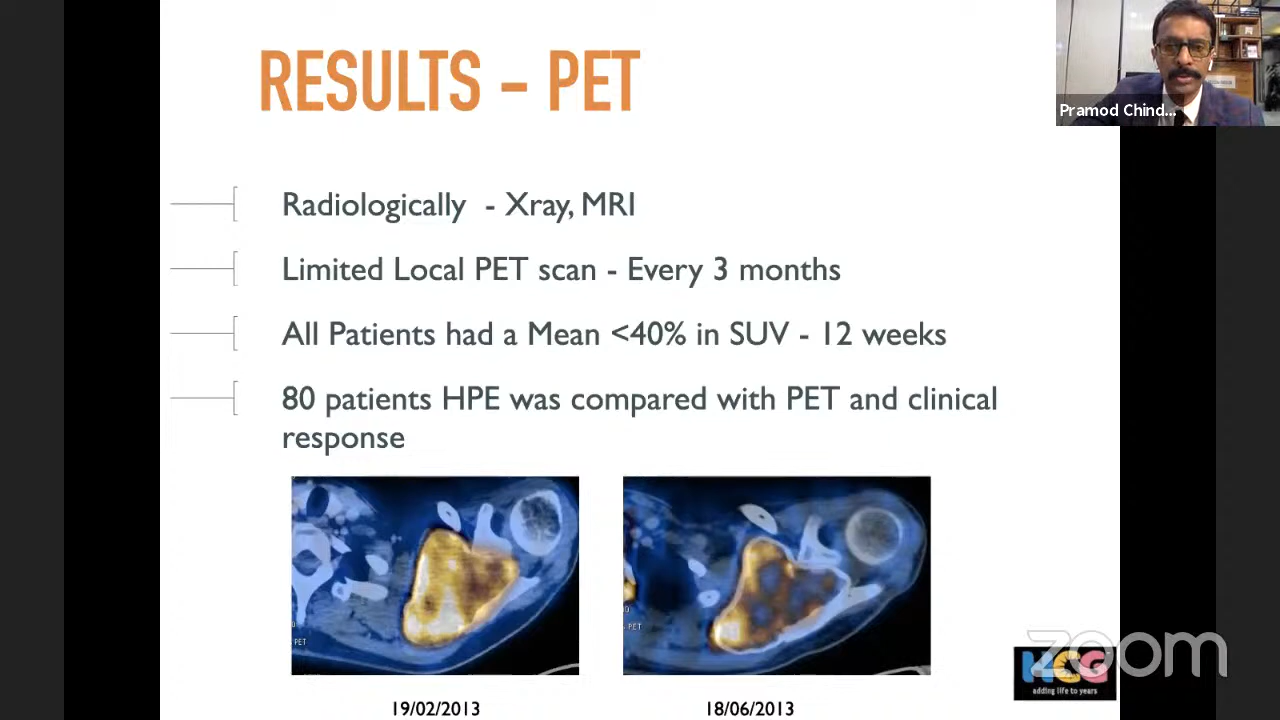 RESULTS - PET
Pramod Chind...
Radiologically - Xray, MRI
Limited Local PET scan - Every 3 months
All Patients had a Mean <40% in SUV - 12 weeks
80 patients HPE was compared with PET and clinical
response
PET
PET
19/02/2013
18/06/2013
zoom
HCG
adding life to years